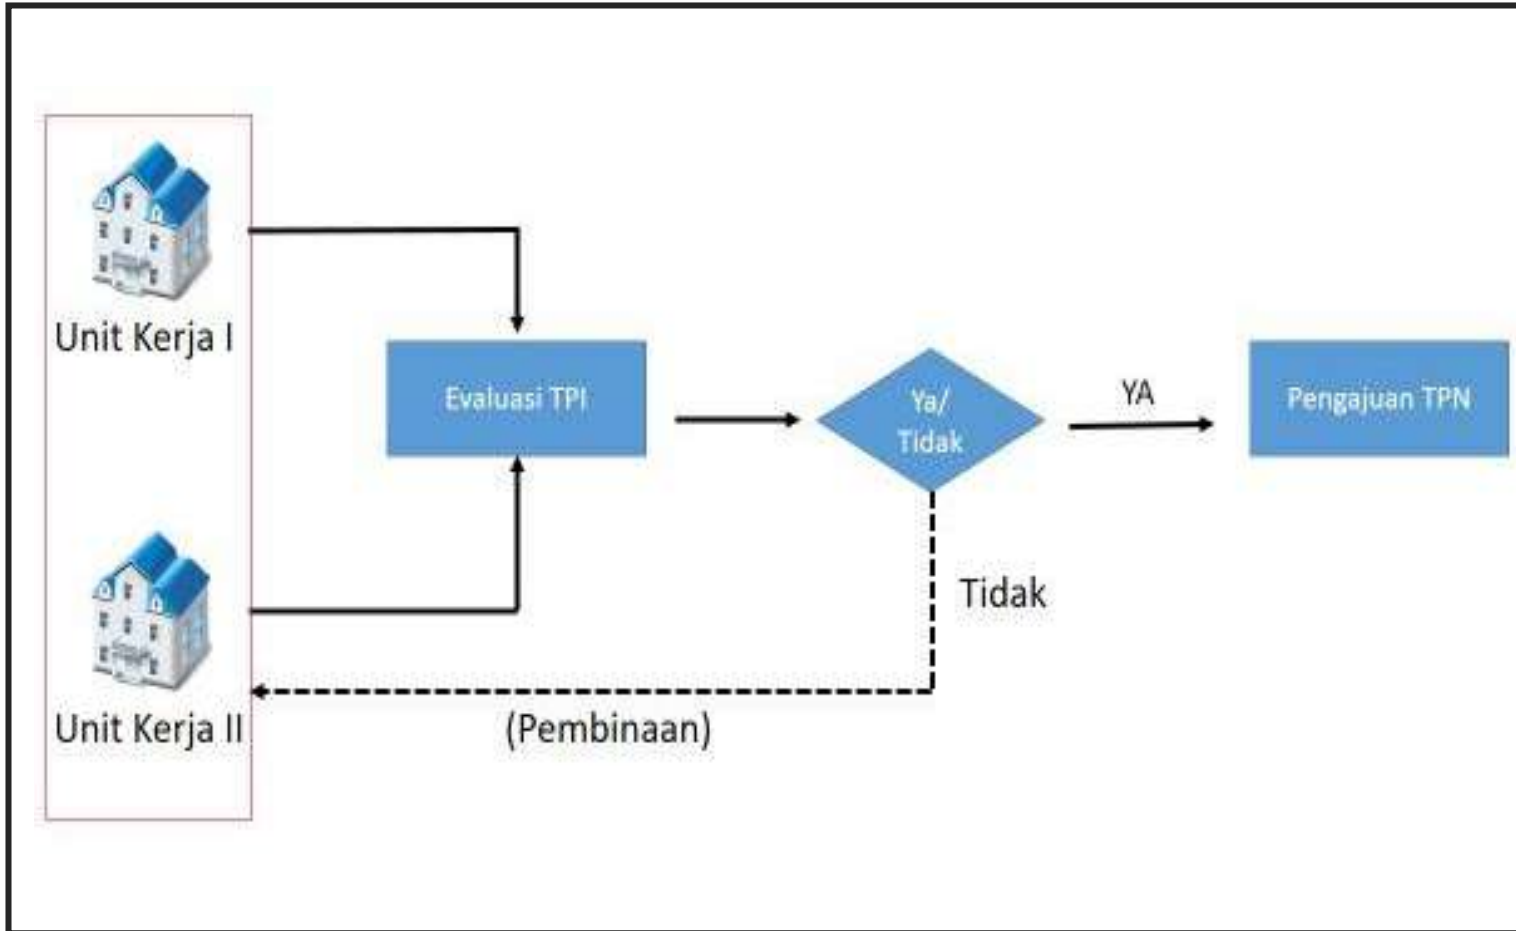 Unit Kerja I
Evaluasi TPI
Ya/
Tidak
YA
Pengajuan TPN
Tidak
Unit Kerja II
(Pembinaan)